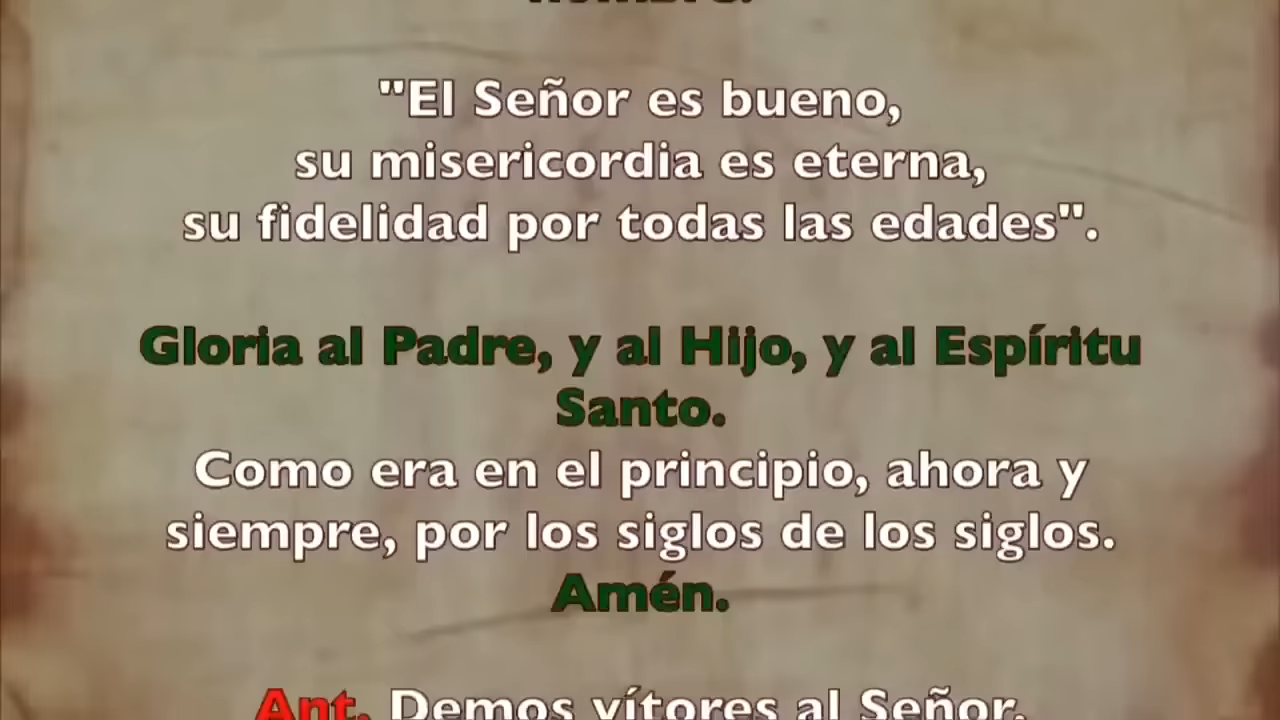 "El Señor es bueno,
su misericordia es eterna,
su fidelidad por todas las edades".
Gloria al Padre, y al Hijo, y al Espíritu
Santo.
Como era en el principio, ahora y
siempre, por los siglos de los siglos.
Amén.
Ant. Demos vítores al Señor,